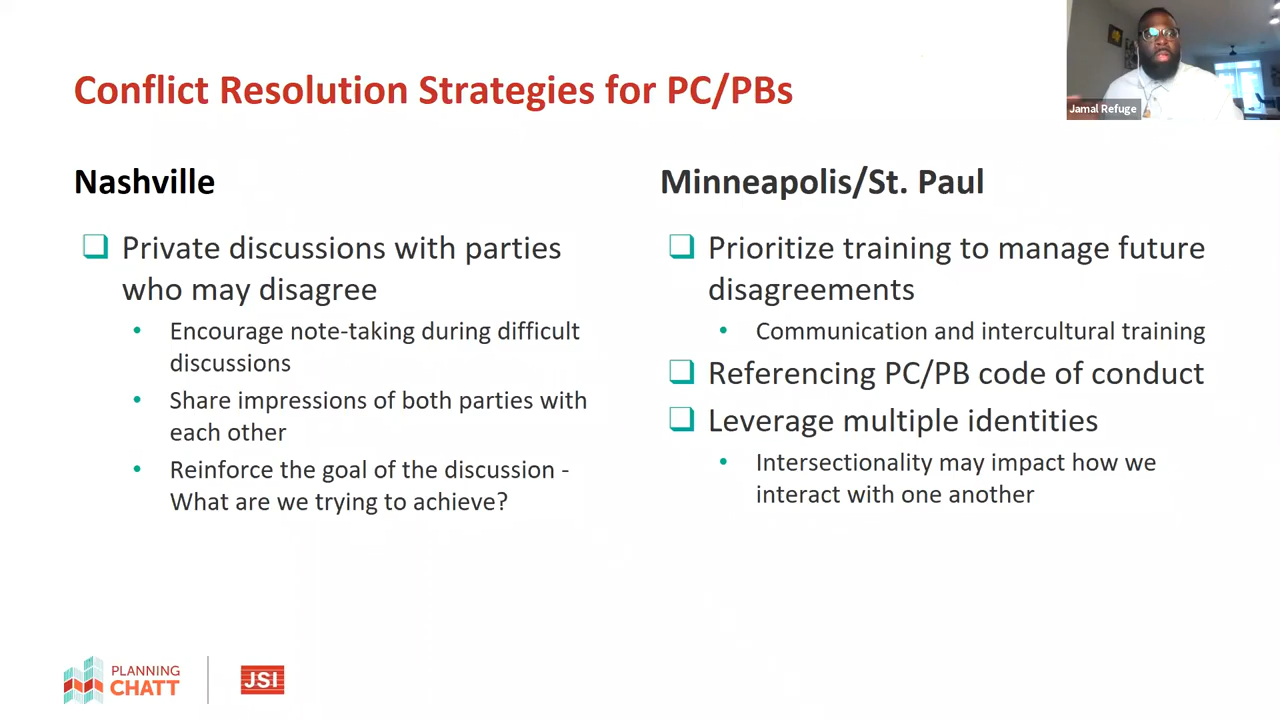 Jamal Refuge
Conflict Resolution Strategies for PC/PBs
Nashville
Private discussions with parties
who may disagree
Encourage note-taking during difficult
discussions
Share impressions of both parties with
each other
Reinforce the goal of the discussion -
What are we trying to achieve?
Minneapolis/St. Paul
Prioritize training to manage future
disagreements
Communication and intercultural training
Referencing PC/PB code of conduct
Leverage multiple identities
Intersectionality may impact how we
interact with one another
PLANNING
CHATT
JSI